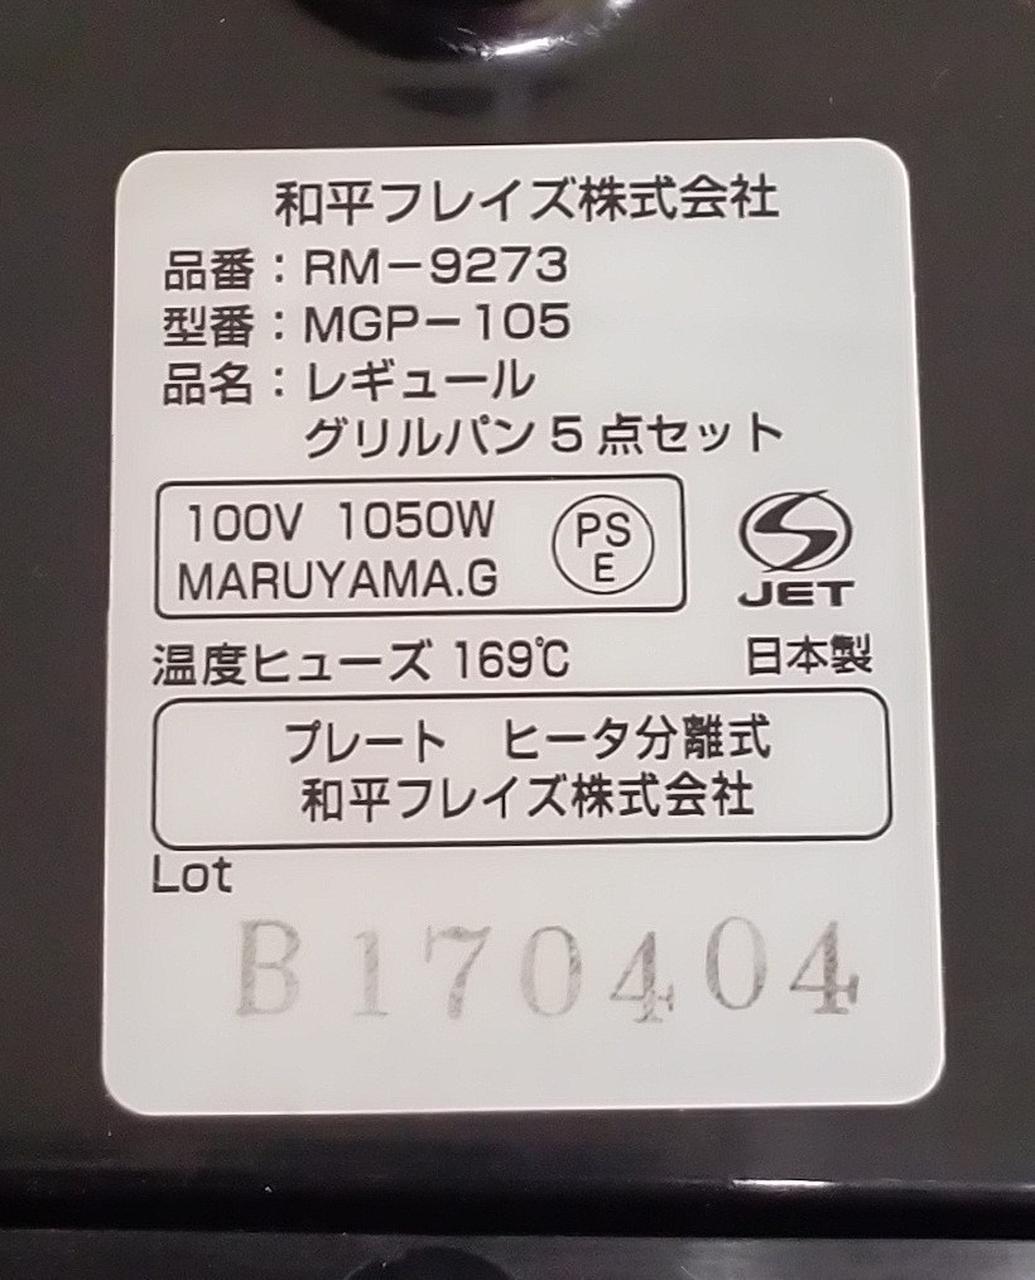 和平フレイズ株式会社
品番：RM－9273
型番：MGP－105
品名：レギュール
グリルパン５点セット
100V 1050W
MARUYAMA.G
PS
E
JET
温度ヒューズ 169℃
日本製
プレート　ヒータ分離式
和平フレイズ株式会社
Lot
B170404